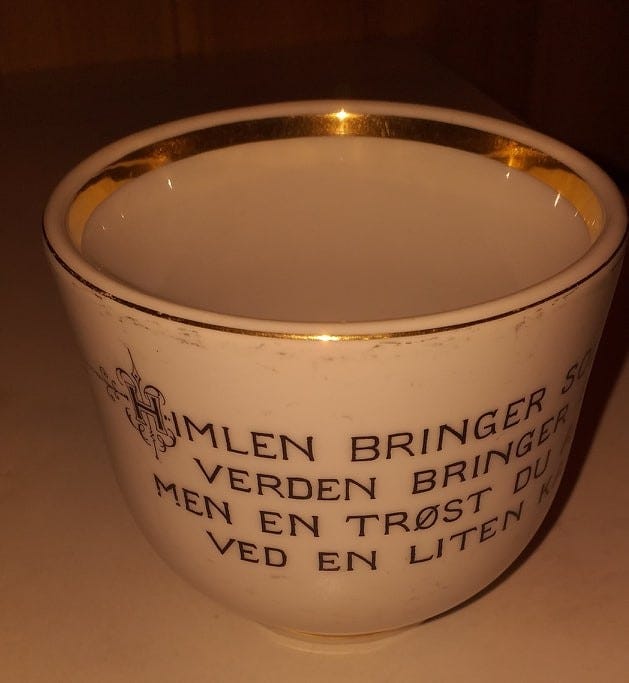 HIMLEN BRINGER
VERDEN BRINGER
MEN EN TRØST DU
VED EN LITEN